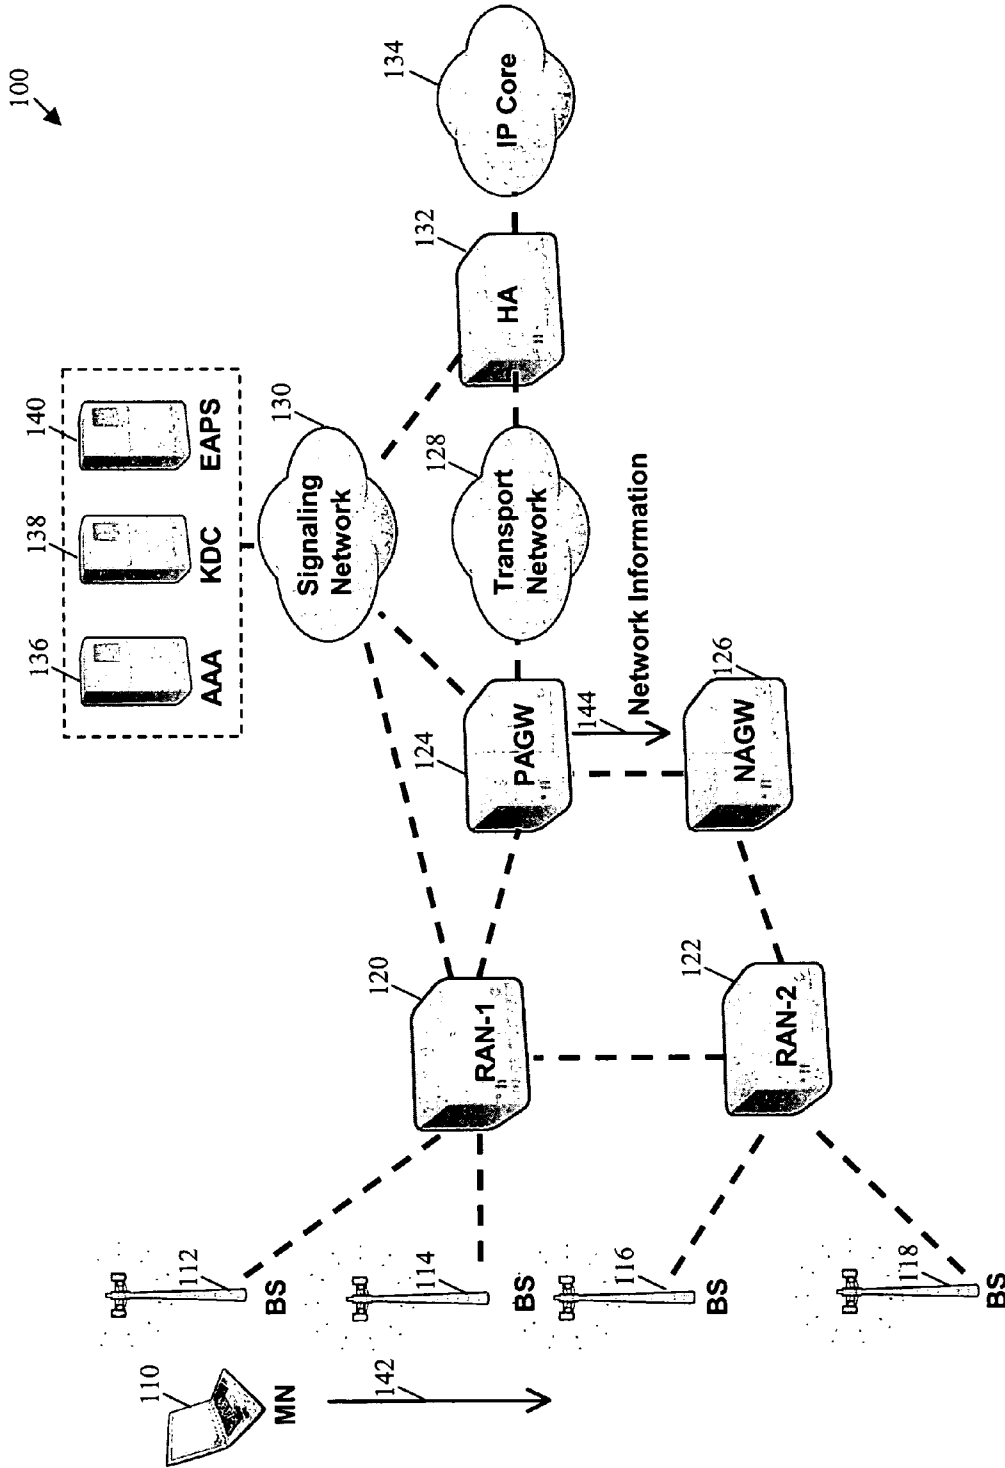 100
136
AAA
138
KDC
140
EAPS
130
Signaling
Network
132
HA
134
IP Core
128
Transport
Network
124
PAGW
144
Network Information
126
NAGW
120
RAN-1
122
RAN-2
112
BS
114
BS
116
BS
118
BS
110
MN
142